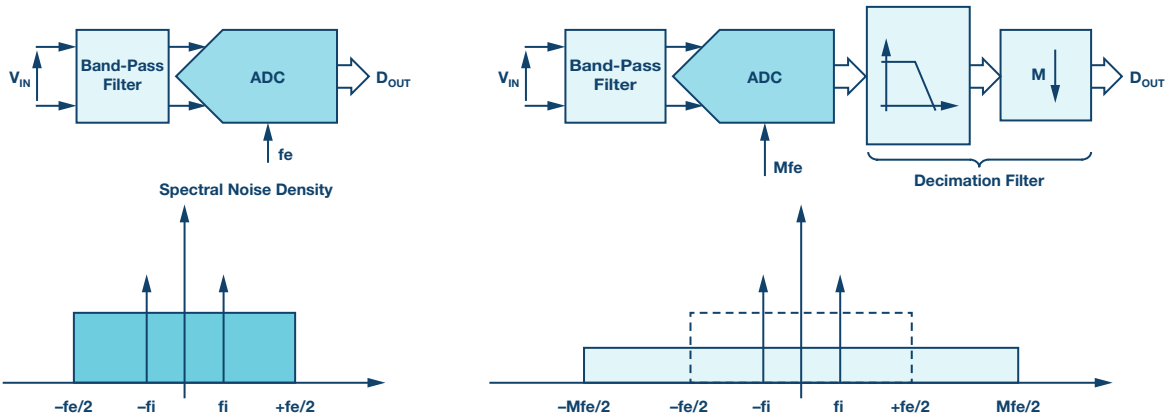 V_IN
Band-Pass
Filter
ADC
D_OUT
fe
Spectral Noise Density
–fe/2
–fi
fi
+fe/2
V_IN
Band-Pass
Filter
ADC
M
D_OUT
Mfe
Decimation Filter
–Mfe/2
–fe/2
–fi
fi
+fe/2
Mfe/2